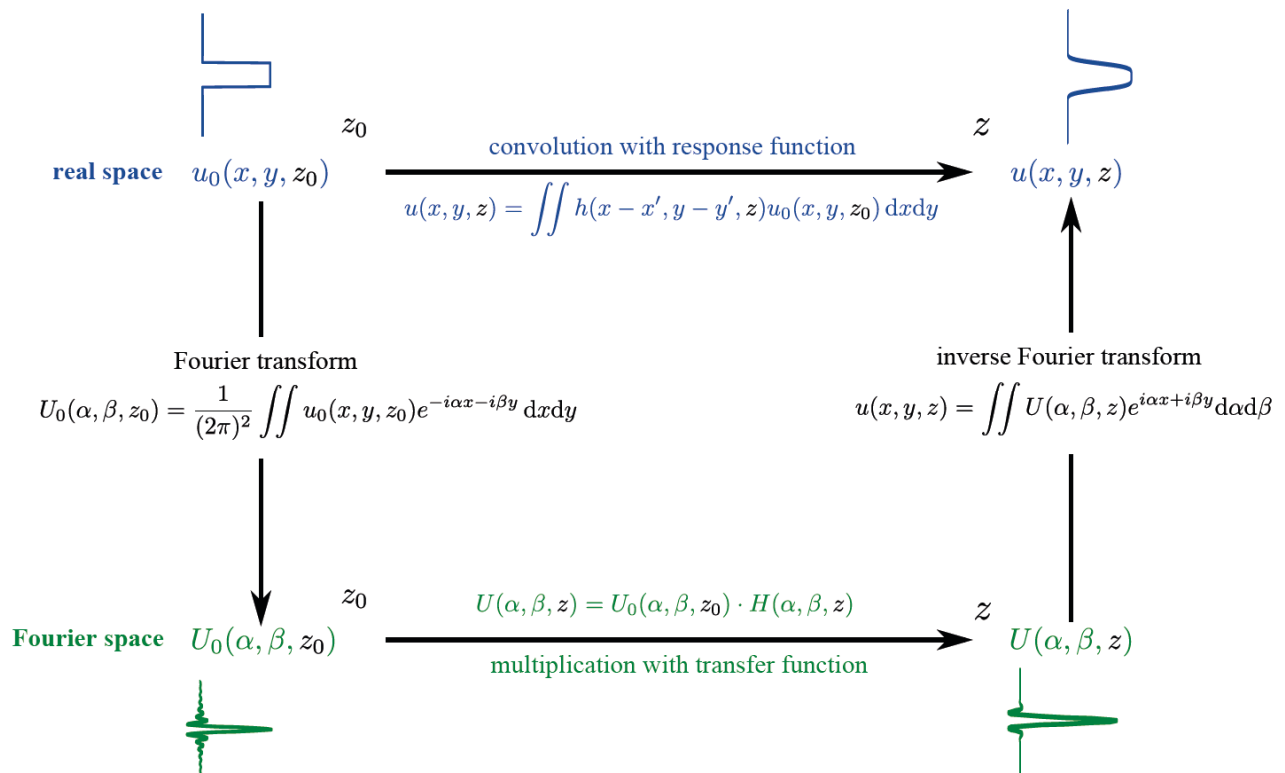 z₀
z
convolution with response function
real space u₀(x, y, z₀)
u(x, y, z)
u(x, y, z) = ∬ h(x − x′, y − y′, z)u₀(x, y, z₀) dxdy
Fourier transform
U₀(α, β, z₀) = 1/(2π)² ∬ u₀(x, y, z₀)e^{−iαx−iβy} dxdy
inverse Fourier transform
u(x, y, z) = ∬ U(α, β, z)e^{iαx+iβy}dαdβ
z₀
z
U(α, β, z) = U₀(α, β, z₀) · H(α, β, z)
Fourier space U₀(α, β, z₀)
U(α, β, z)
multiplication with transfer function